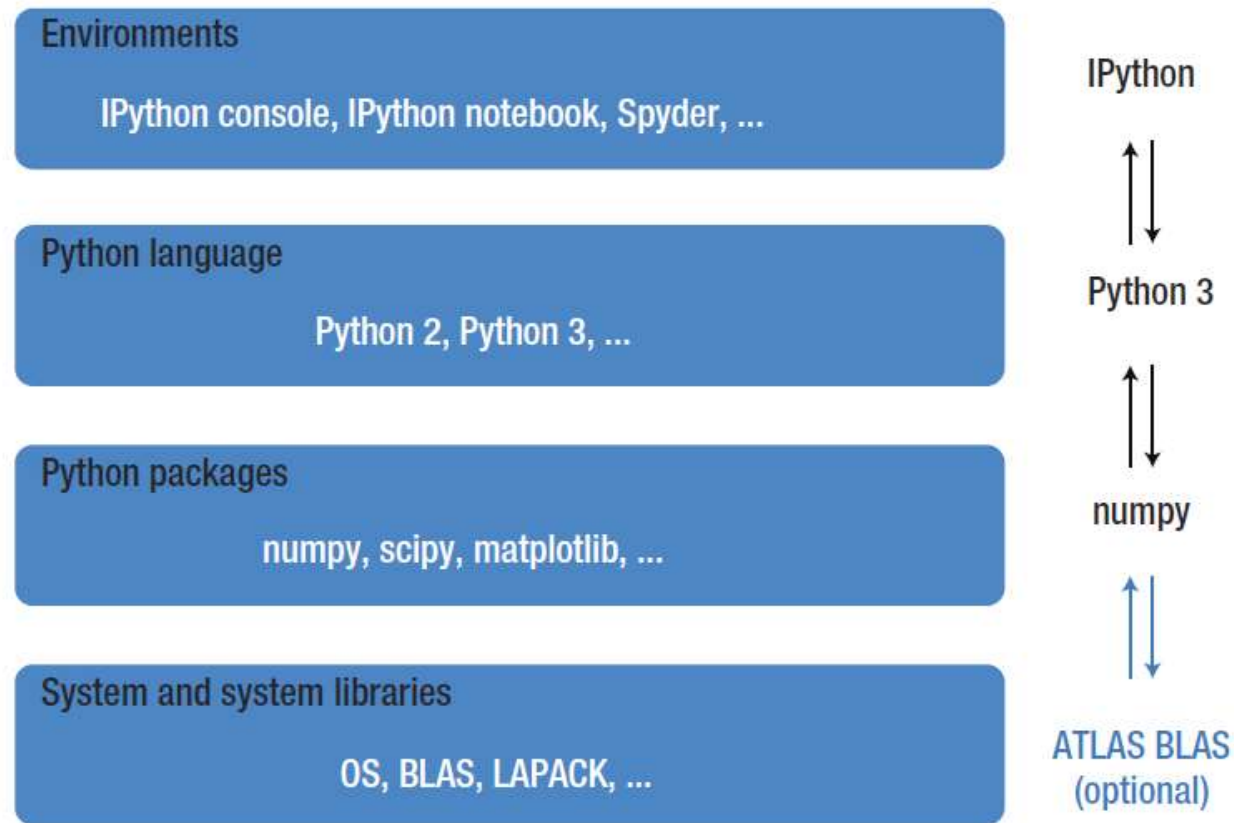 Environments
IPython console, IPython notebook, Spyder, ...
IPython
Python language
Python 2, Python 3, ...
Python 3
Python packages
numpy, scipy, matplotlib, ...
numpy
System and system libraries
OS, BLAS, LAPACK, ...
ATLAS BLAS
(optional)